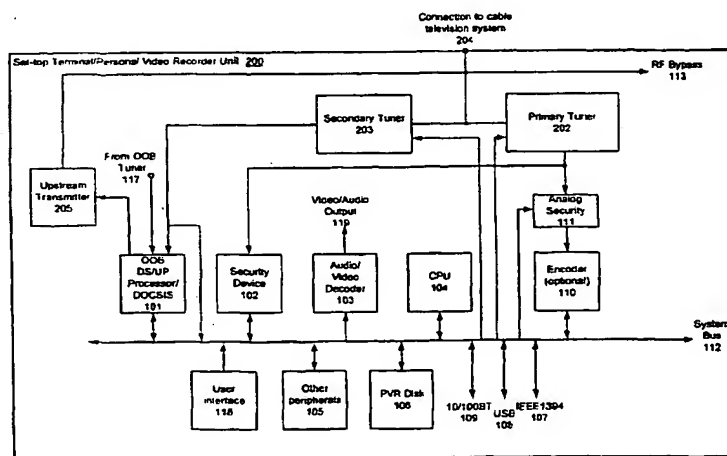 Connection to cable
television system
204
Set-top Terminal/Personal Video Recorder Unit 200
RF Bypass
113
Secondary Tuner
203
Primary Tuner
202
From OOB
Tuner
117
Upstream
Transmitter
205
Video/Audio
Output
119
Analog
Security
111
OOB
DS/UP
Processor/
DOCSIS
101
Security
Device
102
Audio/
Video
Decoder
103
CPU
104
Encoder
(optional)
110
System
Bus
112
User
interface
118
Other
peripherals
105
PVR Disk
106
10/100BT
109
USB
108
IEEE1394
107